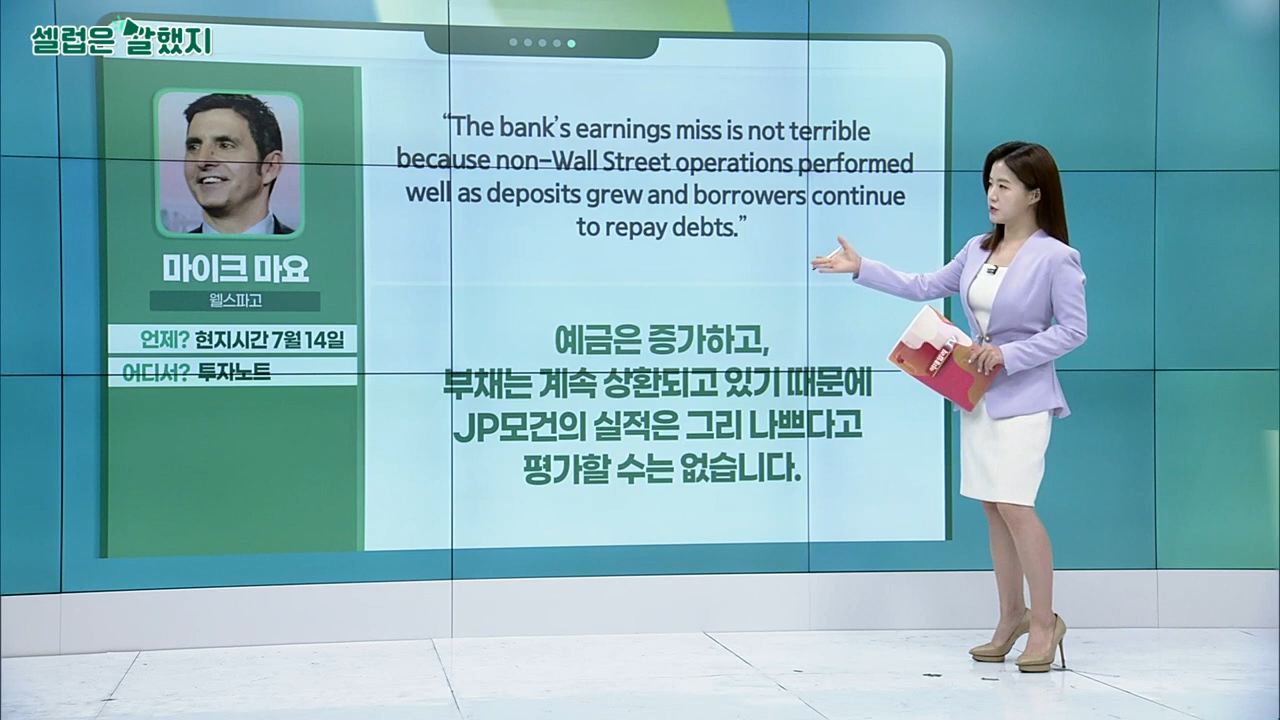 셀럽은 쌀했지
마이크 마요
웰스파고
언제? 현지시간 7월 14일
어디서? 투자노트
“The bank’s earnings miss is not terrible
because non-Wall Street operations performed
well as deposits grew and borrowers continue
to repay debts.”
예금은 증가하고,
부채는 계속 상환되고 있기 때문에
JP모건의 실적은 그리 나쁘다고
평가할 수는 없습니다.